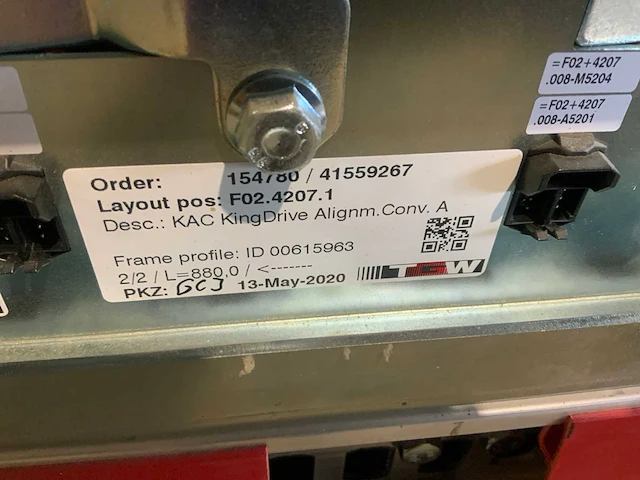 =F02+4207
.008-M5204
=F02+4207
.008-A5201
Order: 154780 / 41559267
Layout pos: F02.4207.1
Desc.: KAC KingDrive Alignm.Conv. A
Frame profile: ID 00615963
2/2 / L=880,0 / <-------
PKZ: GCJ 13-May-2020 TGW